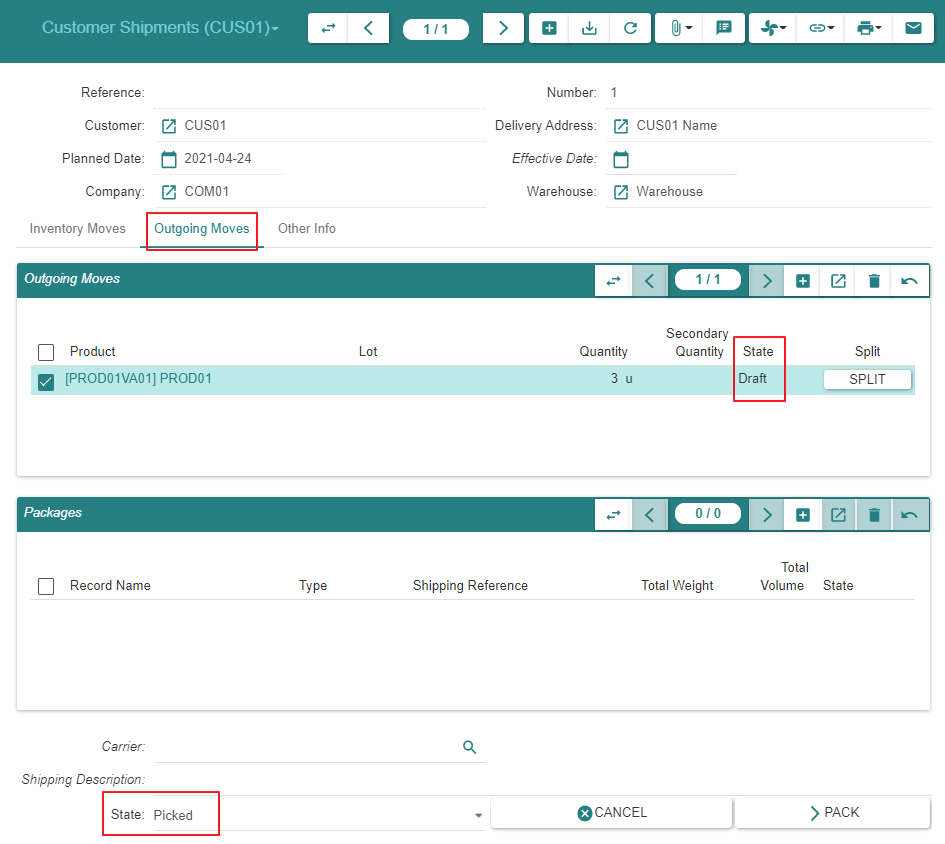 Customer Shipments (CUS01)
1 / 1
Reference:
Number: 1
Customer: CUS01
Delivery Address: CUS01 Name
Planned Date: 2021-04-24
Effective Date:
Company: COM01
Warehouse: Warehouse
Inventory Moves Outgoing Moves Other Info
Outgoing Moves
1 / 1
Product Lot Quantity Secondary Quantity State Split
[PROD01VA01] PROD01 3 u Draft SPLIT
Packages
0 / 0
Record Name Type Shipping Reference Total Weight Total Volume State
Carrier:
Shipping Description:
State: Picked
CANCEL
PACK